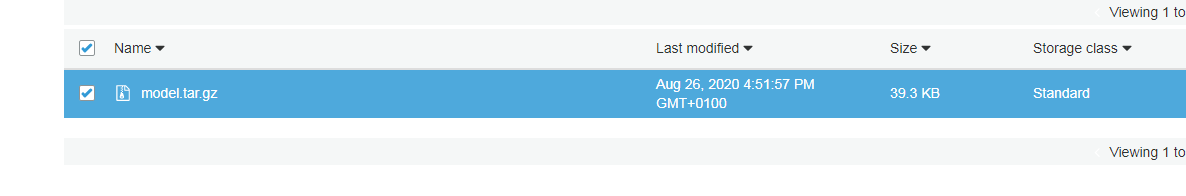 Viewing 1 to
Name Last modified Size Storage class
model.tar.gz Aug 26, 2020 4:51:57 PM GMT+0100 39.3 KB Standard
Viewing 1 to